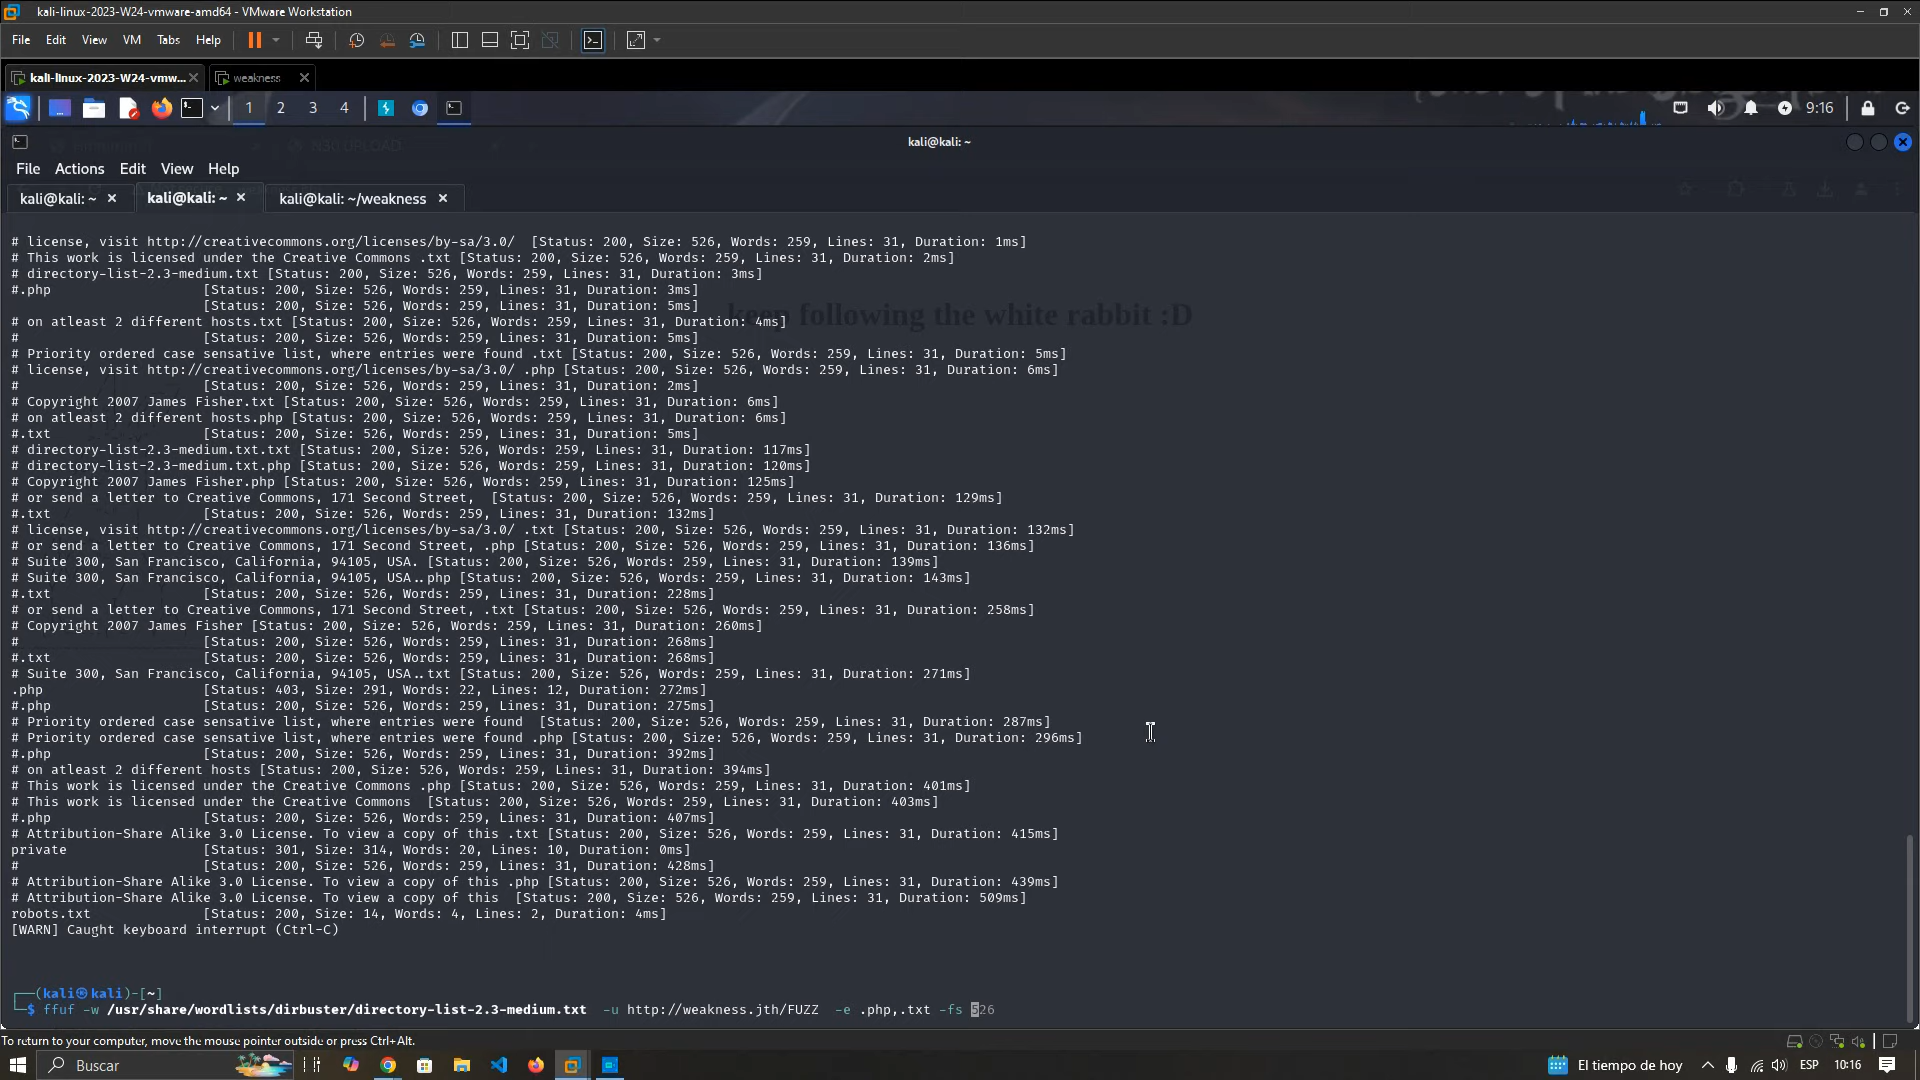 kali-linux-2023-W24-vmware-amd64 - VMware Workstation
File Edit View VM Tabs Help
kali-linux-2023-W24-vmw... weakness
1 2 3 4 9:16
kali@kali: ~
File Actions Edit View Help
kali@kali: ~ kali@kali: ~ kali@kali: ~/weakness
keep following the white rabbit :D
# license, visit http://creativecommons.org/licenses/by-sa/3.0/  [Status: 200, Size: 526, Words: 259, Lines: 31, Duration: 1ms]
# This work is licensed under the Creative Commons .txt [Status: 200, Size: 526, Words: 259, Lines: 31, Duration: 2ms]
# directory-list-2.3-medium.txt [Status: 200, Size: 526, Words: 259, Lines: 31, Duration: 3ms]
#.php [Status: 200, Size: 526, Words: 259, Lines: 31, Duration: 3ms]
[Status: 200, Size: 526, Words: 259, Lines: 31, Duration: 5ms]
# on atleast 2 different hosts.txt [Status: 200, Size: 526, Words: 259, Lines: 31, Duration: 4ms]
# [Status: 200, Size: 526, Words: 259, Lines: 31, Duration: 5ms]
# Priority ordered case sensative list, where entries were found .txt [Status: 200, Size: 526, Words: 259, Lines: 31, Duration: 5ms]
# license, visit http://creativecommons.org/licenses/by-sa/3.0/ .php [Status: 200, Size: 526, Words: 259, Lines: 31, Duration: 6ms]
# [Status: 200, Size: 526, Words: 259, Lines: 31, Duration: 2ms]
# Copyright 2007 James Fisher.txt [Status: 200, Size: 526, Words: 259, Lines: 31, Duration: 6ms]
# on atleast 2 different hosts.php [Status: 200, Size: 526, Words: 259, Lines: 31, Duration: 6ms]
#.txt [Status: 200, Size: 526, Words: 259, Lines: 31, Duration: 5ms]
# directory-list-2.3-medium.txt.txt [Status: 200, Size: 526, Words: 259, Lines: 31, Duration: 117ms]
# directory-list-2.3-medium.txt.php [Status: 200, Size: 526, Words: 259, Lines: 31, Duration: 120ms]
# Copyright 2007 James Fisher.php [Status: 200, Size: 526, Words: 259, Lines: 31, Duration: 125ms]
# or send a letter to Creative Commons, 171 Second Street,  [Status: 200, Size: 526, Words: 259, Lines: 31, Duration: 129ms]
#.txt [Status: 200, Size: 526, Words: 259, Lines: 31, Duration: 132ms]
# license, visit http://creativecommons.org/licenses/by-sa/3.0/ .txt [Status: 200, Size: 526, Words: 259, Lines: 31, Duration: 132ms]
# or send a letter to Creative Commons, 171 Second Street, .php [Status: 200, Size: 526, Words: 259, Lines: 31, Duration: 136ms]
# Suite 300, San Francisco, California, 94105, USA. [Status: 200, Size: 526, Words: 259, Lines: 31, Duration: 139ms]
# Suite 300, San Francisco, California, 94105, USA..php [Status: 200, Size: 526, Words: 259, Lines: 31, Duration: 143ms]
#.txt [Status: 200, Size: 526, Words: 259, Lines: 31, Duration: 228ms]
# or send a letter to Creative Commons, 171 Second Street, .txt [Status: 200, Size: 526, Words: 259, Lines: 31, Duration: 258ms]
# Copyright 2007 James Fisher [Status: 200, Size: 526, Words: 259, Lines: 31, Duration: 260ms]
# [Status: 200, Size: 526, Words: 259, Lines: 31, Duration: 268ms]
#.txt [Status: 200, Size: 526, Words: 259, Lines: 31, Duration: 268ms]
# Suite 300, San Francisco, California, 94105, USA..txt [Status: 200, Size: 526, Words: 259, Lines: 31, Duration: 271ms]
.php [Status: 403, Size: 291, Words: 22, Lines: 12, Duration: 272ms]
#.php [Status: 200, Size: 526, Words: 259, Lines: 31, Duration: 275ms]
# Priority ordered case sensative list, where entries were found  [Status: 200, Size: 526, Words: 259, Lines: 31, Duration: 287ms]
# Priority ordered case sensative list, where entries were found .php [Status: 200, Size: 526, Words: 259, Lines: 31, Duration: 296ms]
#.php [Status: 200, Size: 526, Words: 259, Lines: 31, Duration: 392ms]
# on atleast 2 different hosts [Status: 200, Size: 526, Words: 259, Lines: 31, Duration: 394ms]
# This work is licensed under the Creative Commons .php [Status: 200, Size: 526, Words: 259, Lines: 31, Duration: 401ms]
# This work is licensed under the Creative Commons  [Status: 200, Size: 526, Words: 259, Lines: 31, Duration: 403ms]
#.php [Status: 200, Size: 526, Words: 259, Lines: 31, Duration: 407ms]
# Attribution-Share Alike 3.0 License. To view a copy of this .txt [Status: 200, Size: 526, Words: 259, Lines: 31, Duration: 415ms]
private [Status: 301, Size: 314, Words: 20, Lines: 10, Duration: 0ms]
# [Status: 200, Size: 526, Words: 259, Lines: 31, Duration: 428ms]
# Attribution-Share Alike 3.0 License. To view a copy of this .php [Status: 200, Size: 526, Words: 259, Lines: 31, Duration: 439ms]
# Attribution-Share Alike 3.0 License. To view a copy of this  [Status: 200, Size: 526, Words: 259, Lines: 31, Duration: 509ms]
robots.txt [Status: 200, Size: 14, Words: 4, Lines: 2, Duration: 4ms]
[WARN] Caught keyboard interrupt (Ctrl-C)
┌──(kali㉿kali)-[~]
└─$ ffuf -w /usr/share/wordlists/dirbuster/directory-list-2.3-medium.txt -u http://weakness.jth/FUZZ -e .php,.txt -fs 526
To return to your computer, move the mouse pointer outside or press Ctrl+Alt.
Buscar El tiempo de hoy ESP 10:16